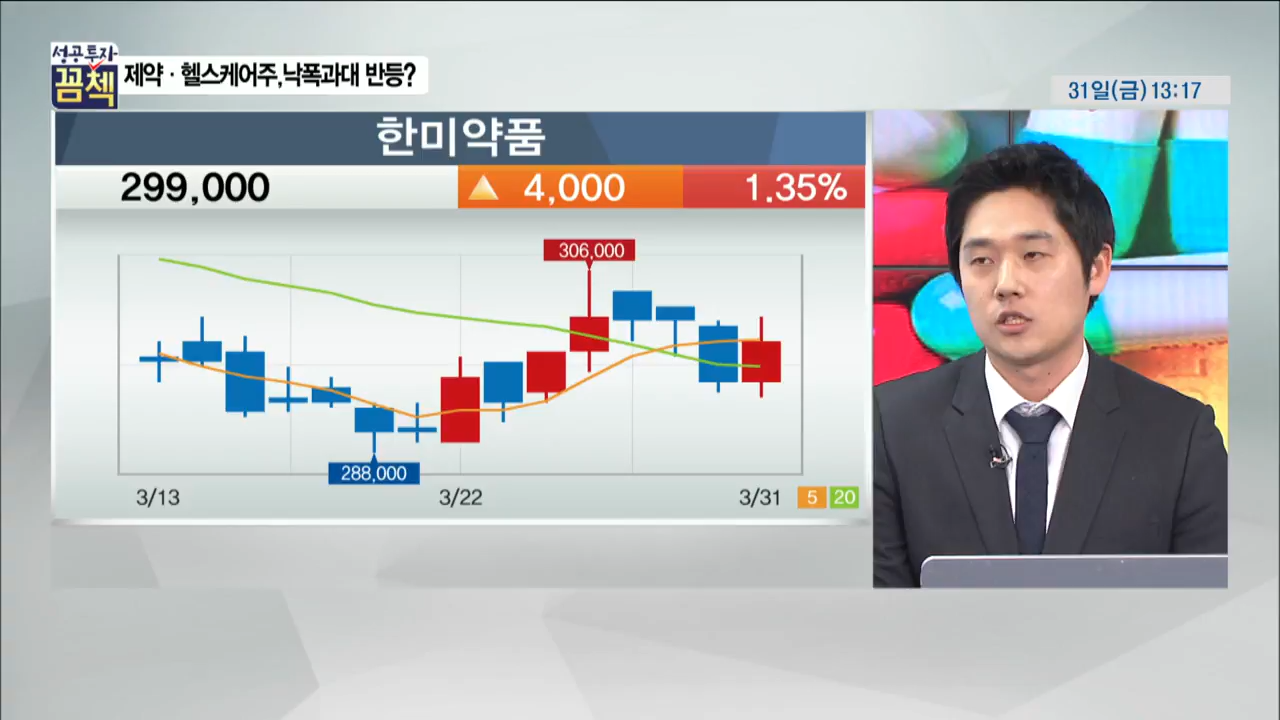 성공투자
꼼첵
제약·헬스케어주,낙폭과대 반등?
31일(금) 13:17
한미약품
299,000 ▲ 4,000 1.35%
306,000
288,000
3/13 3/22 3/31 5 20